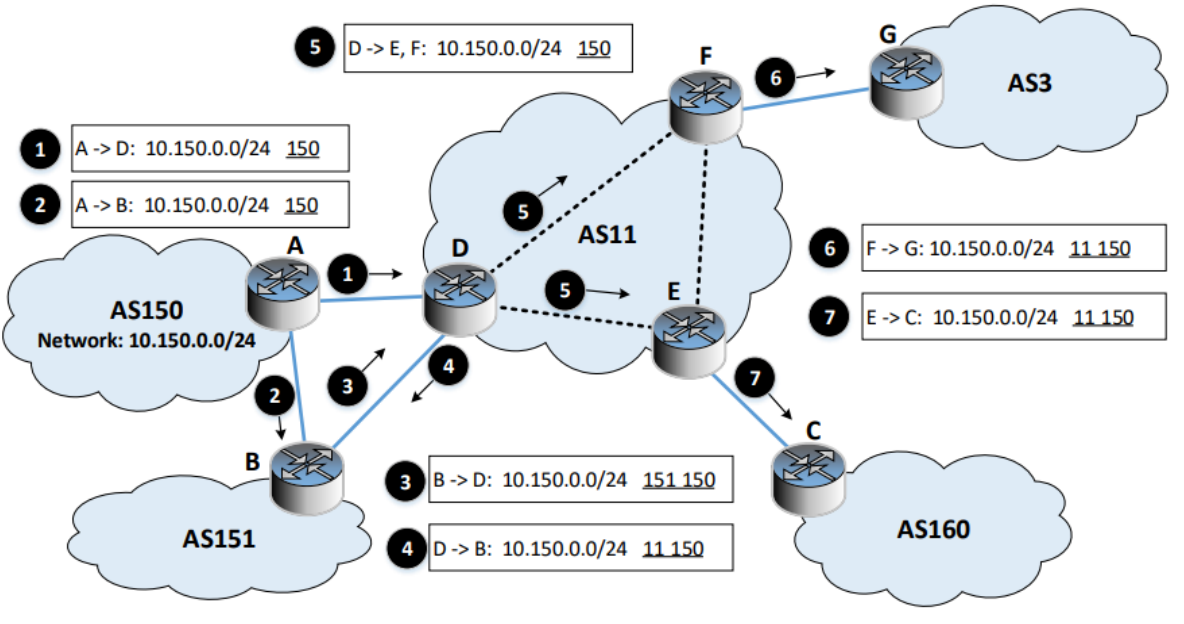 5 D -> E, F: 10.150.0.0/24 150
F
6
G
AS3
1 A -> D: 10.150.0.0/24 150
2 A -> B: 10.150.0.0/24 150
5
AS11
6 F -> G: 10.150.0.0/24 11 150
A
1
D
5
E
7 E -> C: 10.150.0.0/24 11 150
AS150
Network: 10.150.0.0/24
2
3
4
7
C
B
3 B -> D: 10.150.0.0/24 151 150
AS151
4 D -> B: 10.150.0.0/24 11 150
AS160